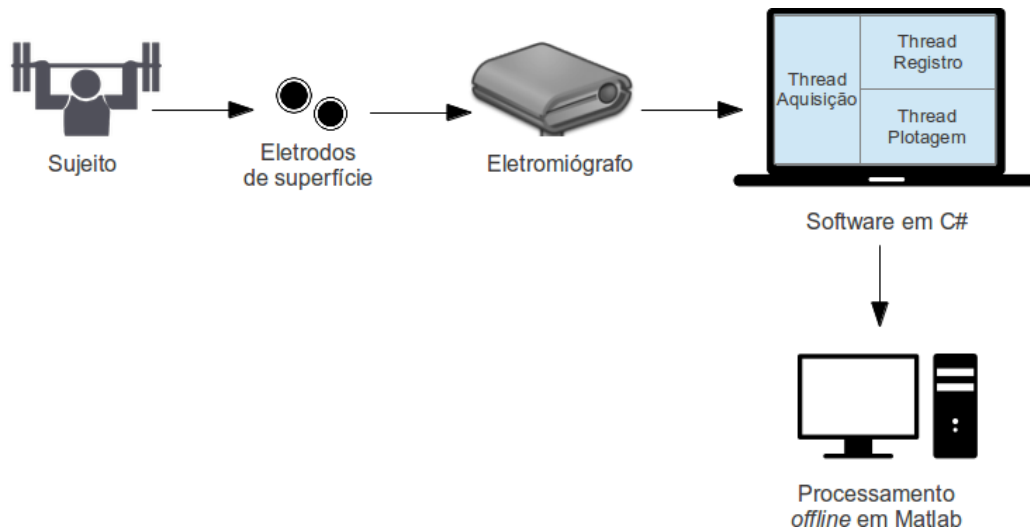 Sujeito
Eletrodos
de superfície
Eletromiógrafo
Thread
Aquisição
Thread
Registro
Thread
Plotagem
Software em C#
Processamento
offline em Matlab